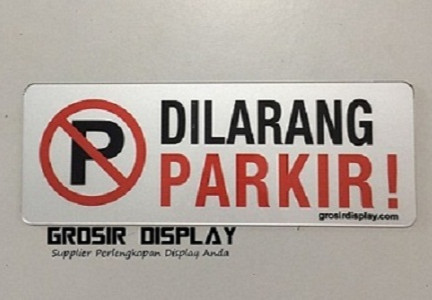 P
DILARANG
PARKIR!
grosirdisplay.com
GROSIR DISPLAY
Supplier Perlengkapan Display Anda